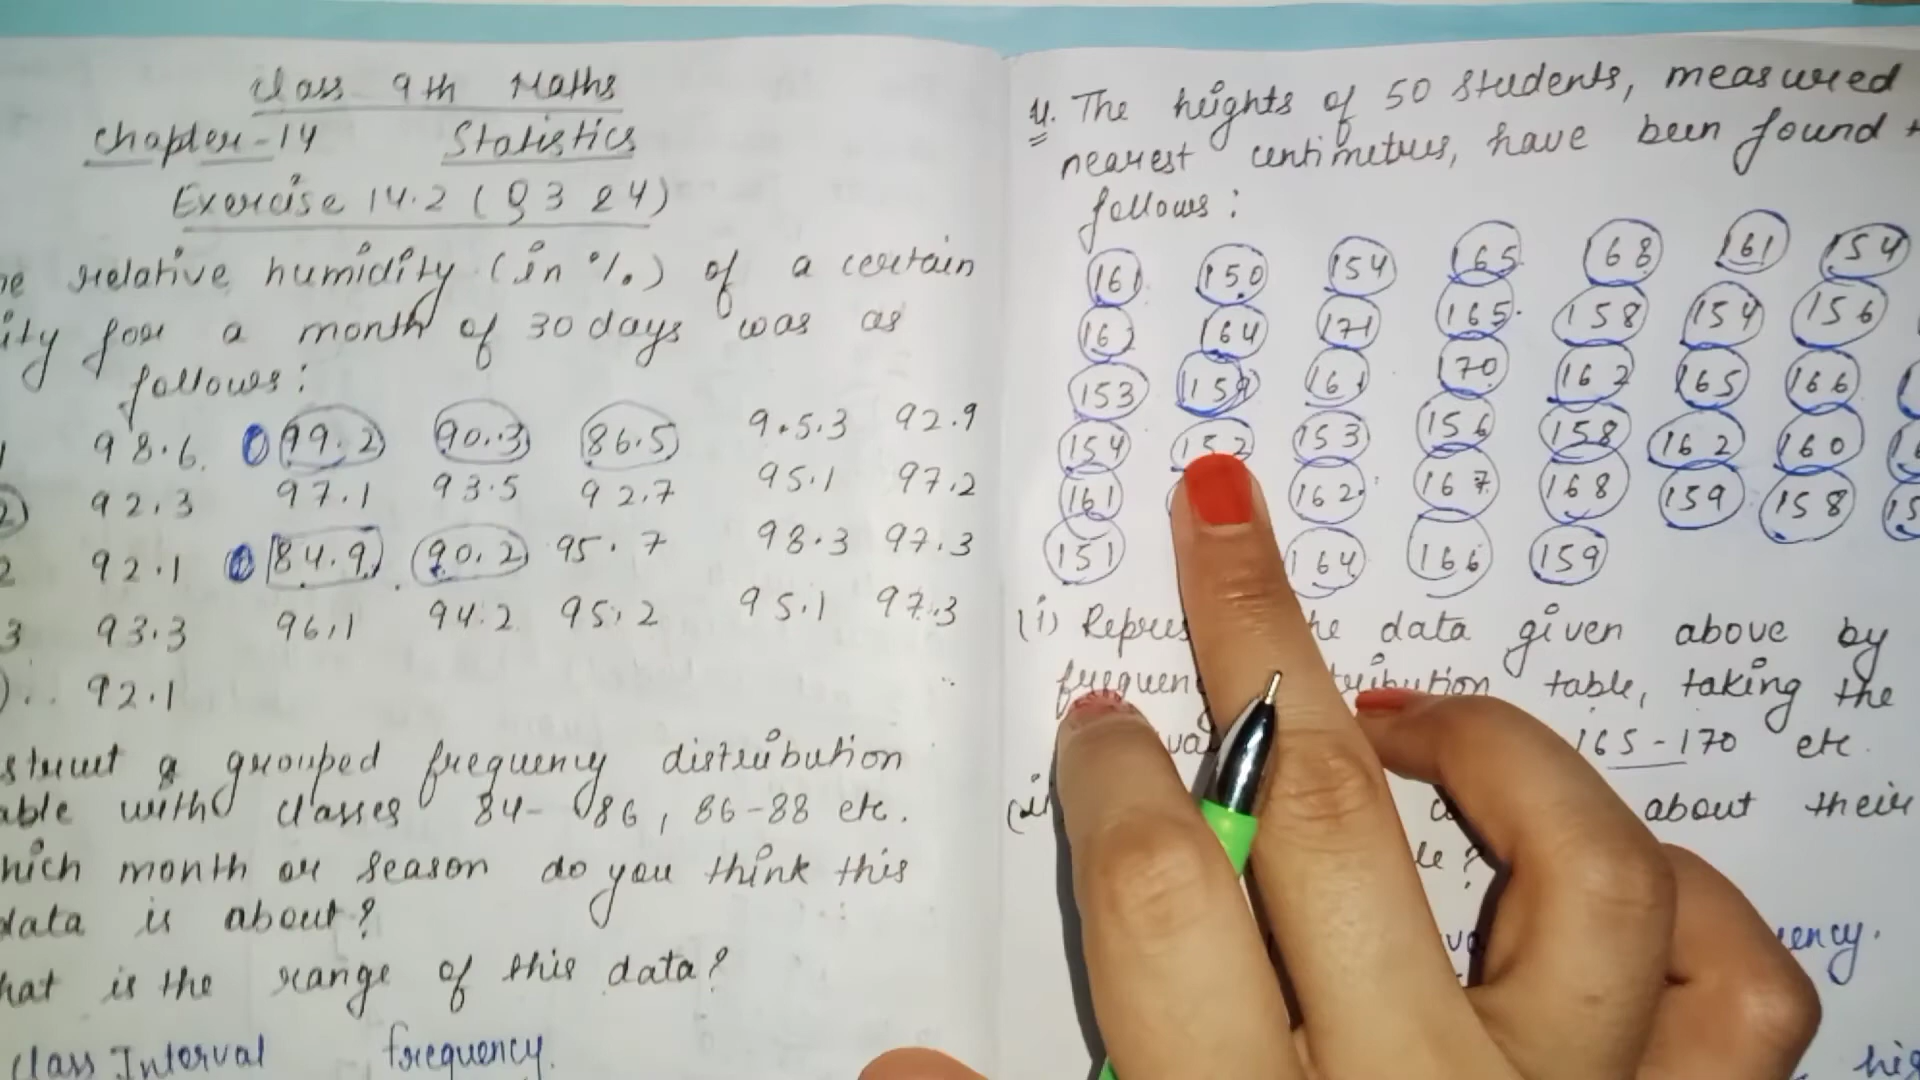 Class 9th Maths
Chapter-14 Statistics
Exercise 14.2 (Q 3 & 4)
relative humidity (in %) of a certain
for a month of 30 days was as
follows:
98.6 99.2 90.3 86.5 9.5.3 92.9
92.3 97.1 93.5 92.7 95.1 97.2
92.1 84.9 90.2 95.7 98.3 97.3
93.3 96.1 94.2 95.2 95.1 97.3
92.1
grouped frequency distribution
with classes 84-86, 86-88 etc.
month or season do you think this
data is about?
is the range of this data?
Class Interval frequency.
4. The heights of 50 students, measured
nearest centimetres, have been found
follows:
161 150 154 165 168 161 154
162 164 171 165 158 154 156
153 159 161 170 162 165 166
154 152 153 156 158 162 160
161 162 167 168 159 158
151 164 166 159
(i) data given above by
table, taking the
165-170 etc.
about their